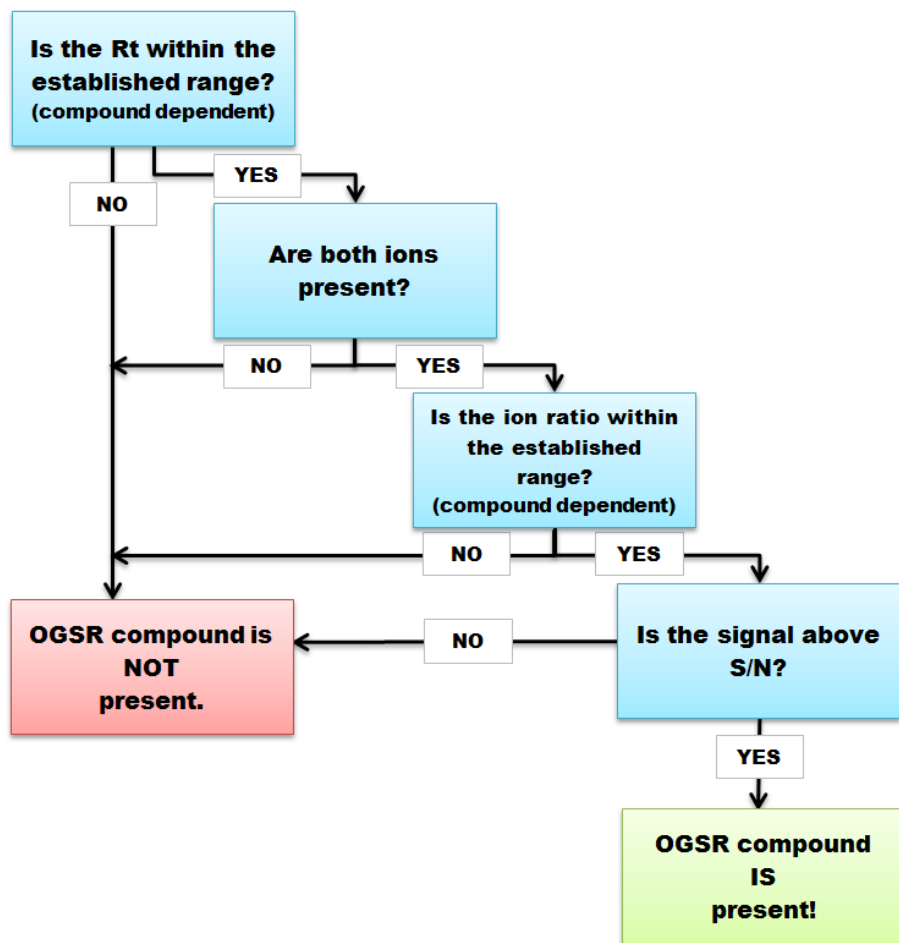 Is the Rt within the
established range?
(compound dependent)
YES
NO
Are both ions
present?
NO
YES
Is the ion ratio within
the established
range?
(compound dependent)
NO
YES
OGSR compound is
NOT
present.
NO
Is the signal above
S/N?
YES
OGSR compound
IS
present!